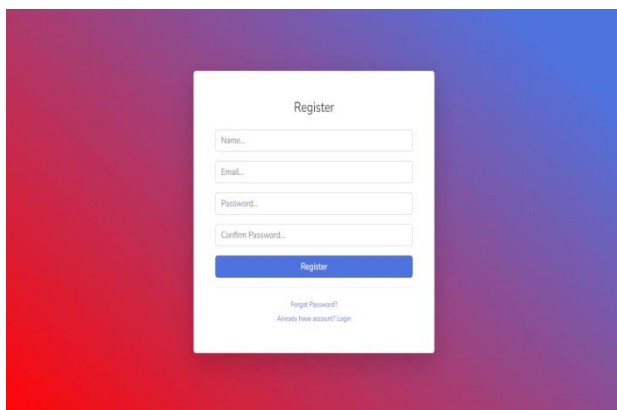 Register
Name...
Email...
Password...
Confirm Password...
Register
Forgot Password?
Already have account? Login